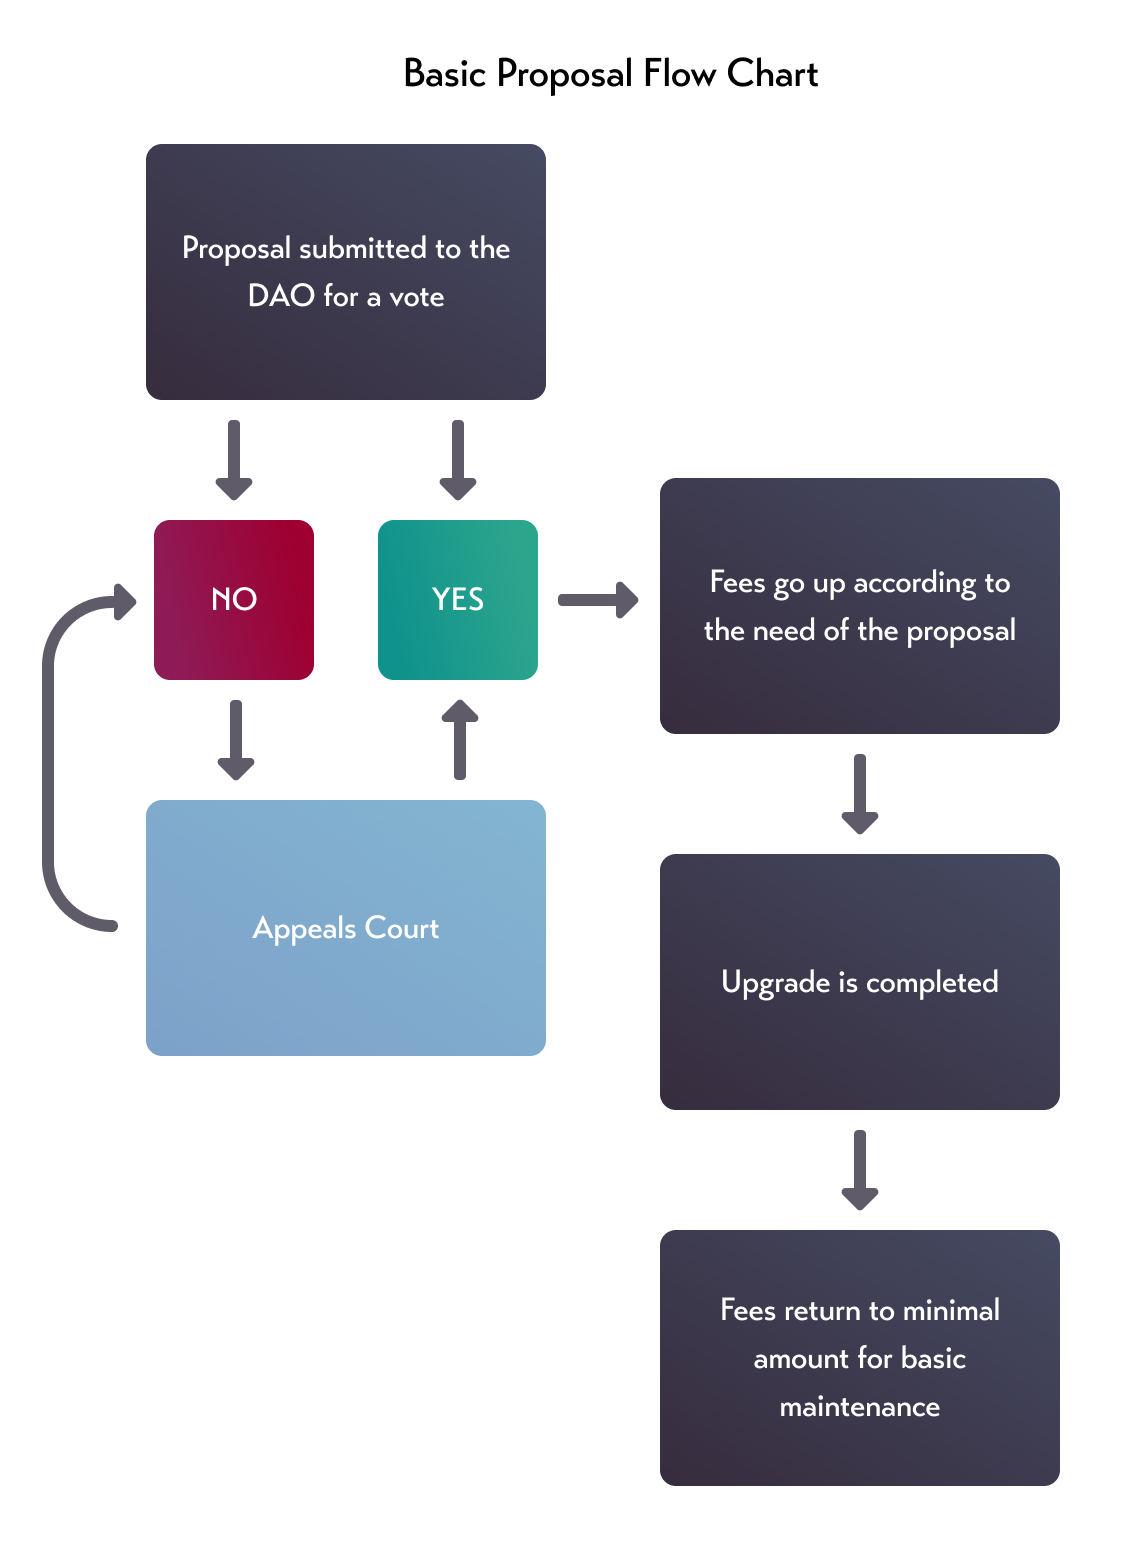 Basic Proposal Flow Chart
Proposal submitted to the
DAO for a vote
NO
YES
Fees go up according to
the need of the proposal
Appeals Court
Upgrade is completed
Fees return to minimal
amount for basic
maintenance